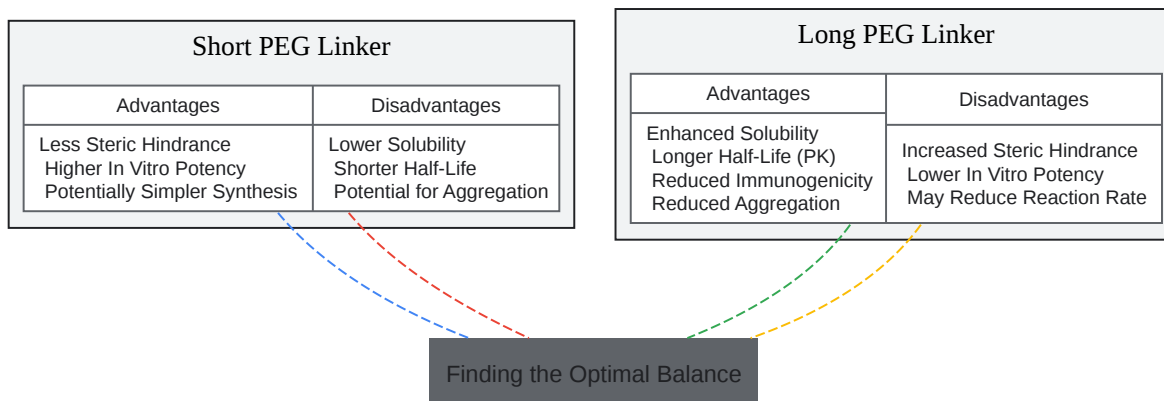 Short PEG Linker
Advantages
Disadvantages
Less Steric Hindrance
Higher In Vitro Potency
Potentially Simpler Synthesis
Lower Solubility
Shorter Half-Life
Potential for Aggregation
Long PEG Linker
Advantages
Disadvantages
Enhanced Solubility
Longer Half-Life (PK)
Reduced Immunogenicity
Reduced Aggregation
Increased Steric Hindrance
Lower In Vitro Potency
May Reduce Reaction Rate
Finding the Optimal Balance